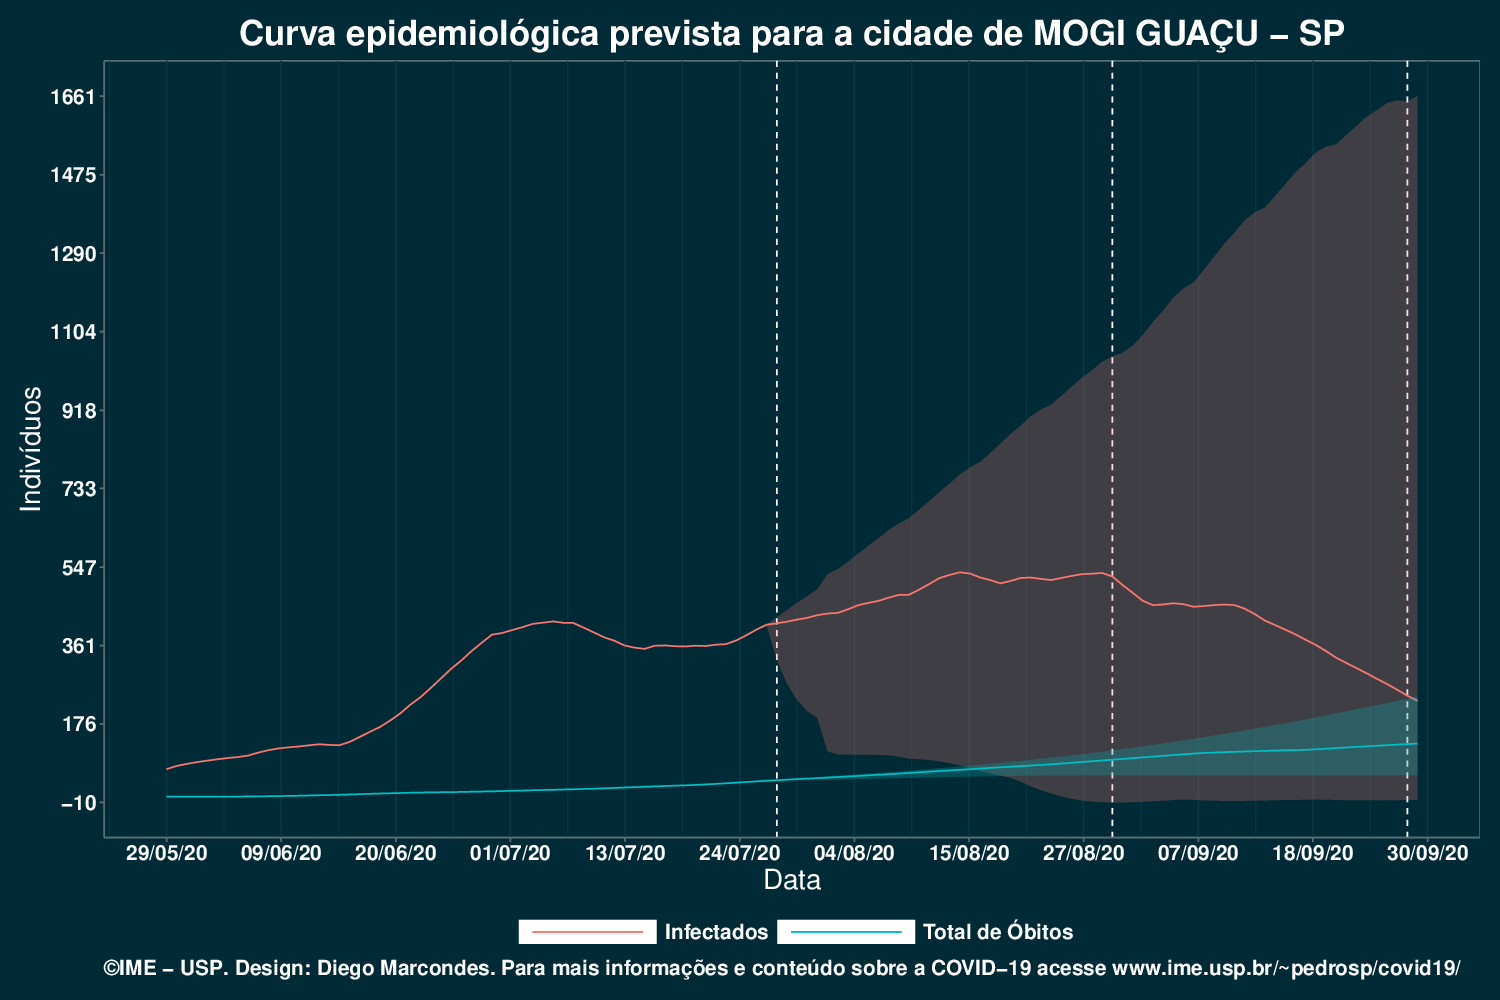 Curva epidemiológica prevista para a cidade de MOGI GUAÇU − SP
1661
1475
1290
1104
918
733
547
361
176
−10
Indivíduos
29/05/20 09/06/20 20/06/20 01/07/20 13/07/20 24/07/20 04/08/20 15/08/20 27/08/20 07/09/20 18/09/20 30/09/20
Data
Infectados Total de Óbitos
©IME − USP. Design: Diego Marcondes. Para mais informações e conteúdo sobre a COVID−19 acesse www.ime.usp.br/~pedrosp/covid19/